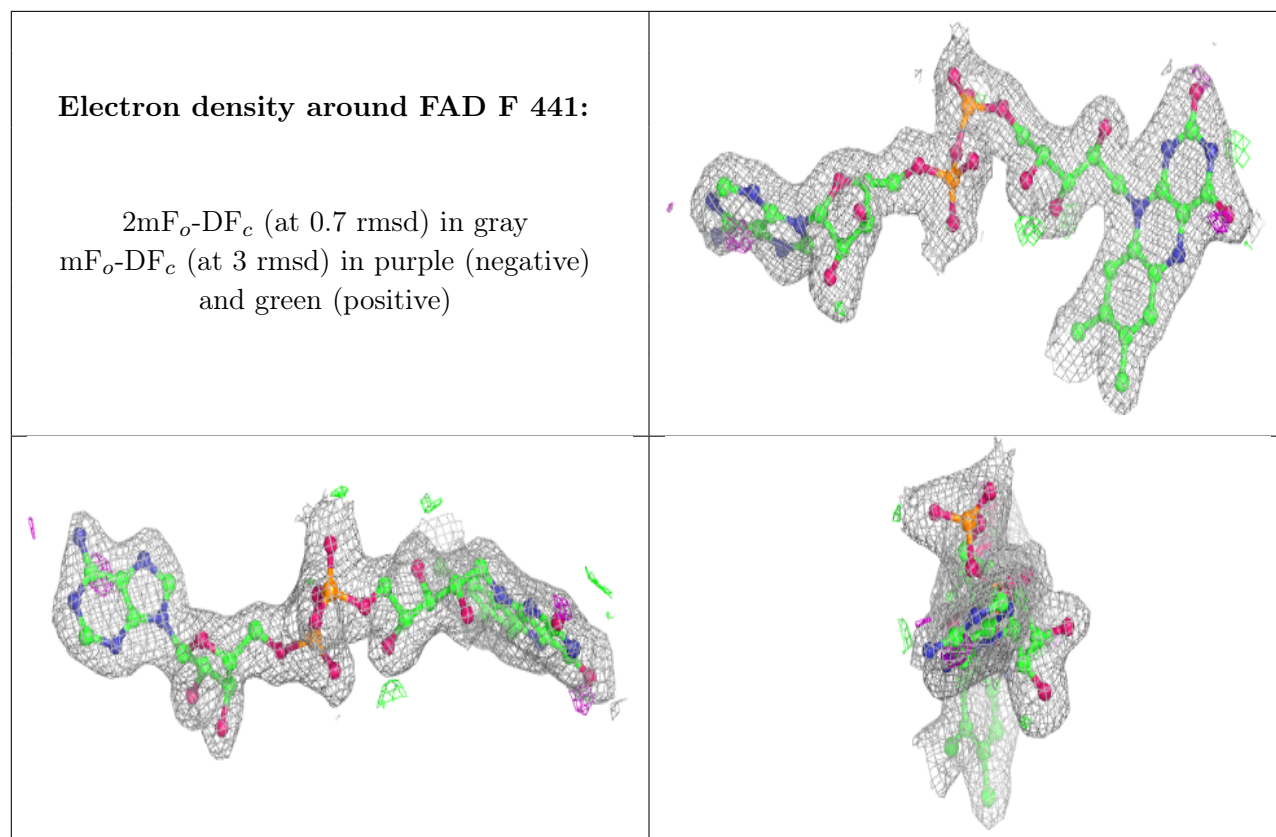 Electron density around FAD F 441:
2mFo-DFc (at 0.7 rmsd) in gray
mFo-DFc (at 3 rmsd) in purple (negative)
and green (positive)